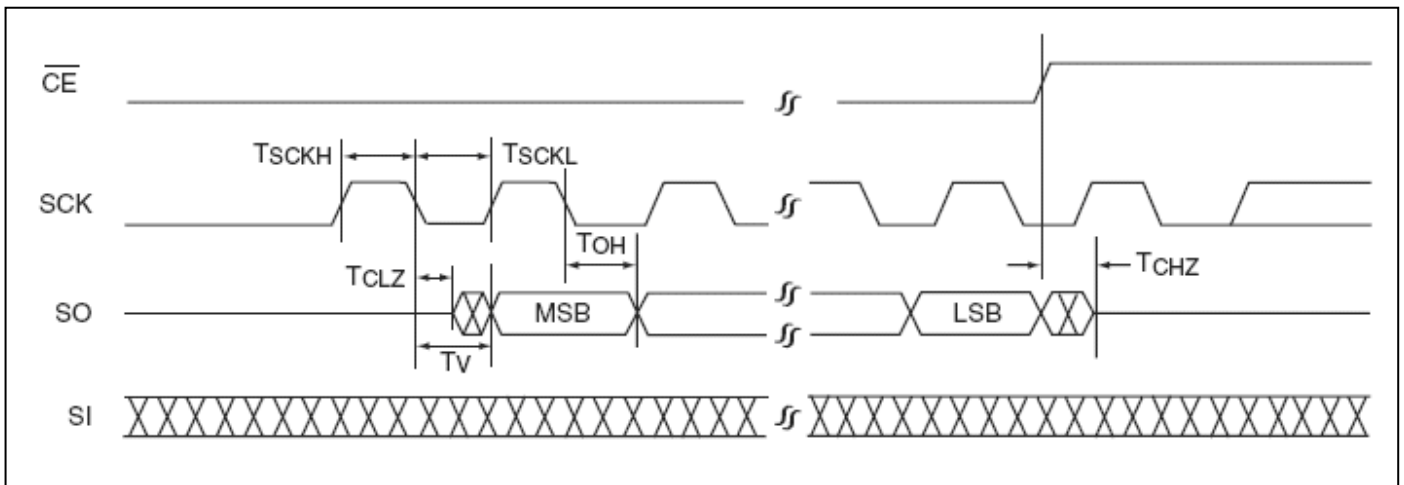 CE
TSCKH TSCKL
SCK
TOH
TCLZ TCHZ
SO MSB LSB
TV
SI